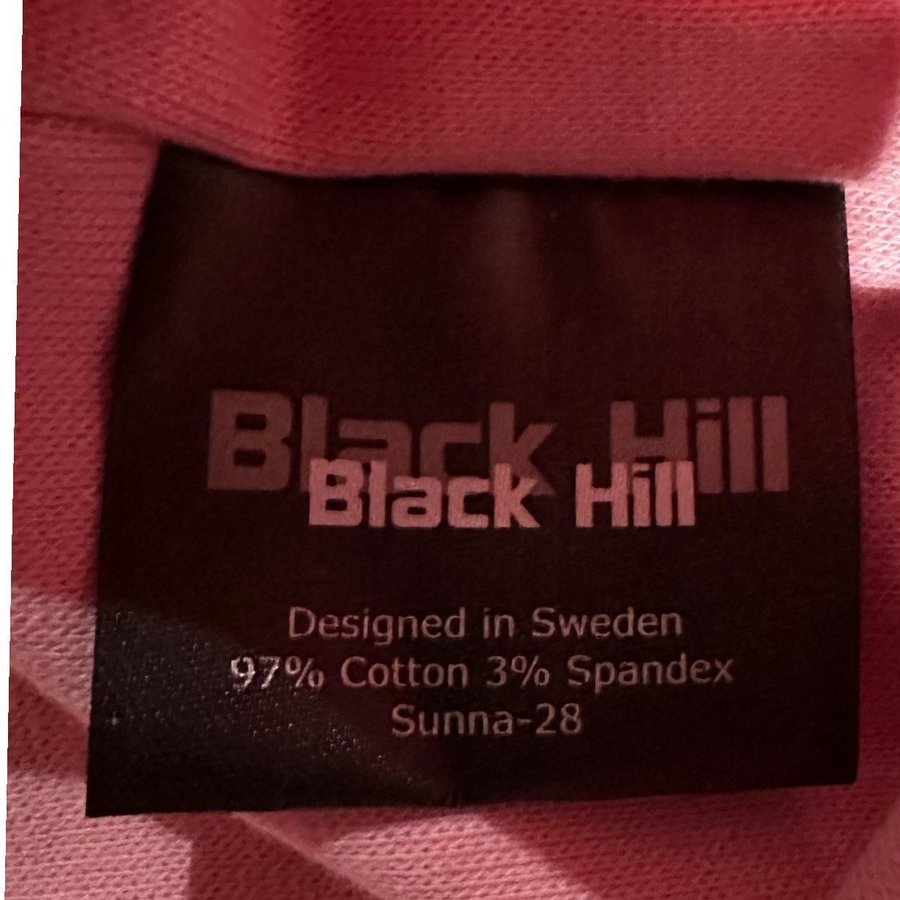 Black Hill
Black Hill
Designed in Sweden
97% Cotton 3% Spandex
Sunna-28